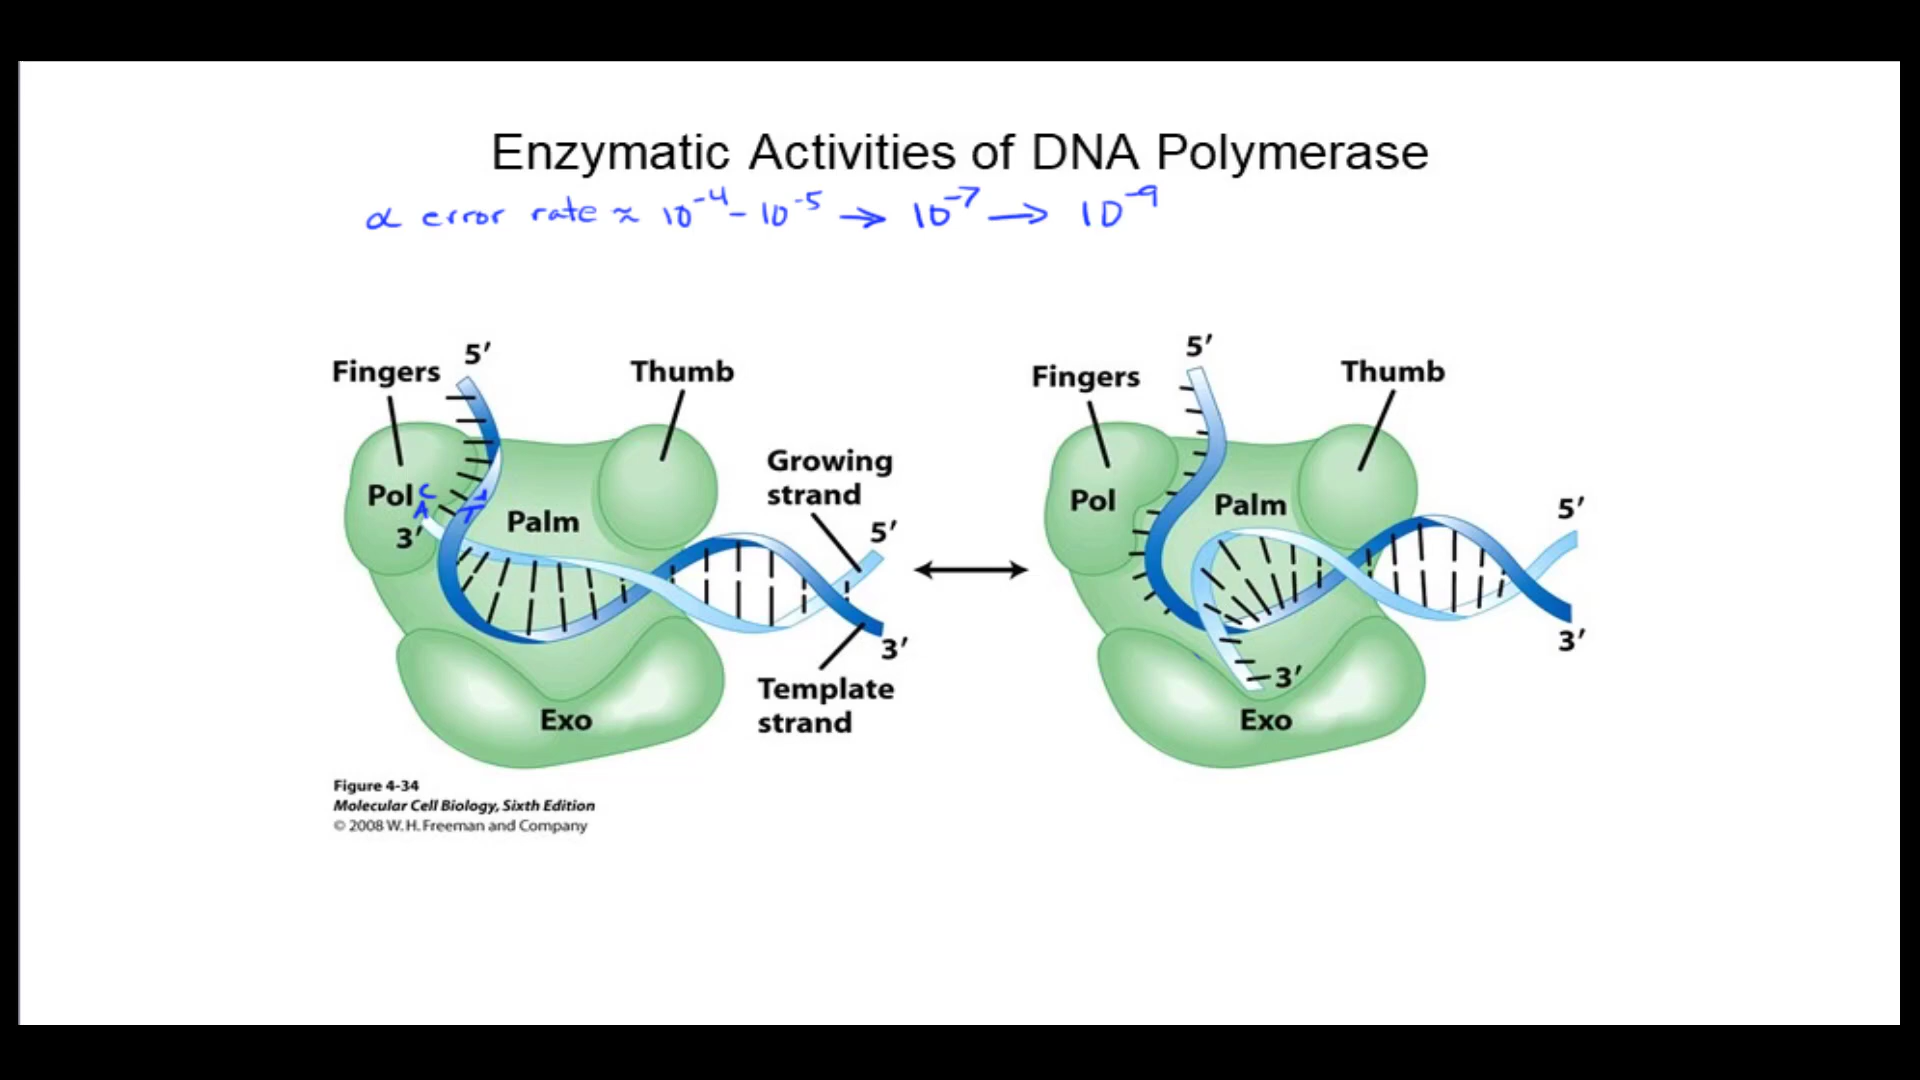 Enzymatic Activities of DNA Polymerase
α error rate ≈ 10⁻⁴ - 10⁻⁵ → 10⁻⁷ → 10⁻⁹
Fingers
5′
Thumb
Growing
strand
Pol
C
A
T
Palm
3′
5′
3′
Template
strand
Exo
Fingers
5′
Thumb
Pol
Palm
5′
3′
3′
Exo
Figure 4-34
Molecular Cell Biology, Sixth Edition
© 2008 W. H. Freeman and Company